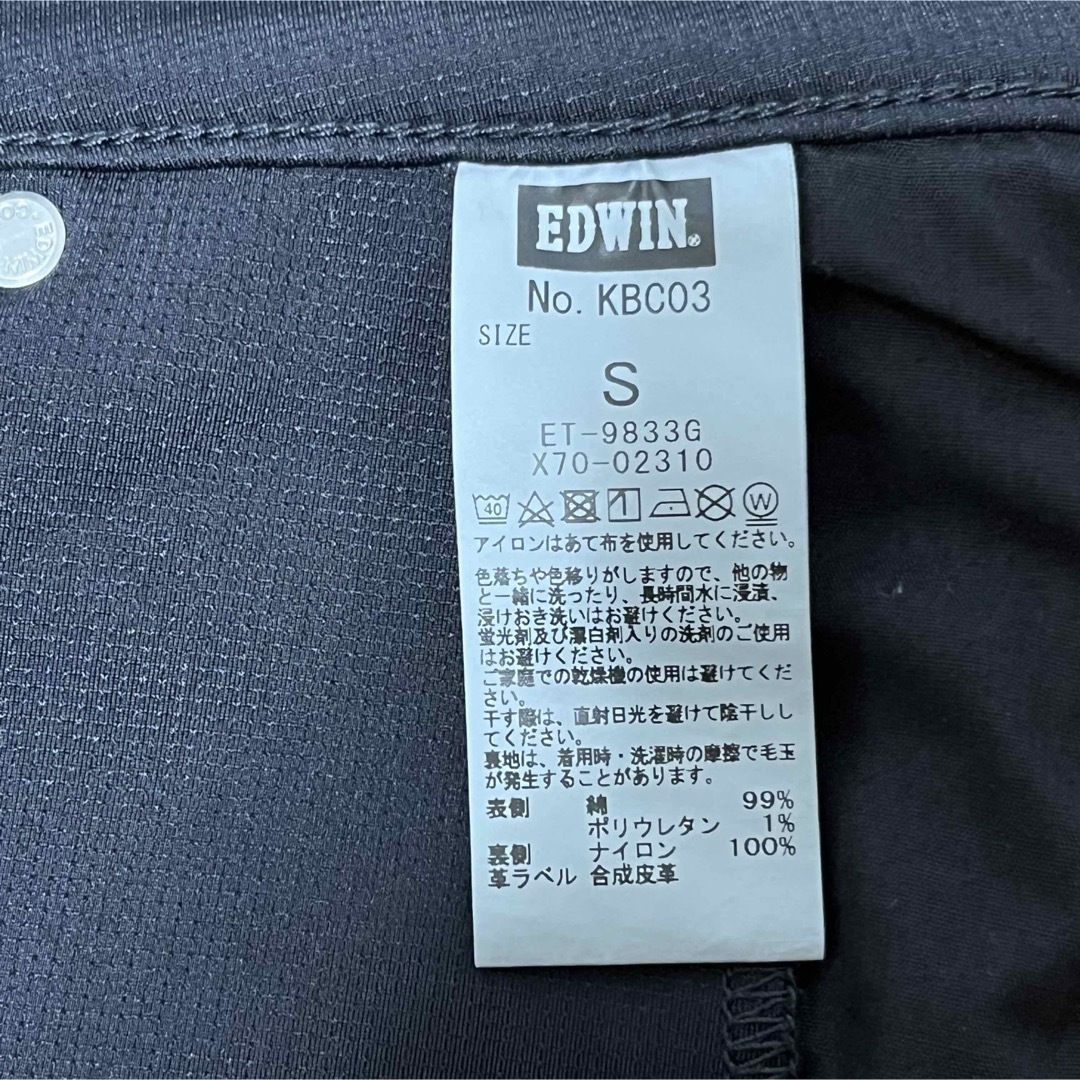 EDWIN.
No. KBC03
SIZE
S
ET-9833G
X70-02310
40 1 W
アイロンはあて布を使用してください。
色落ちや色移りがしますので、他の物
と一緒に洗ったり、長時間水に浸漬、
浸けおき洗いはお避けください。
蛍光剤及び漂白剤入りの洗剤のご使用
はお避けください。
ご家庭での乾燥機の使用は避けてくだ
さい。
干す際は、直射日光を避けて陰干しし
てください。
裏地は、着用時・洗濯時の摩擦で毛玉
が発生することがあります。
表側 綿 99%
ポリウレタン 1%
裏側 ナイロン 100%
革ラベル 合成皮革
EDWIN
CO